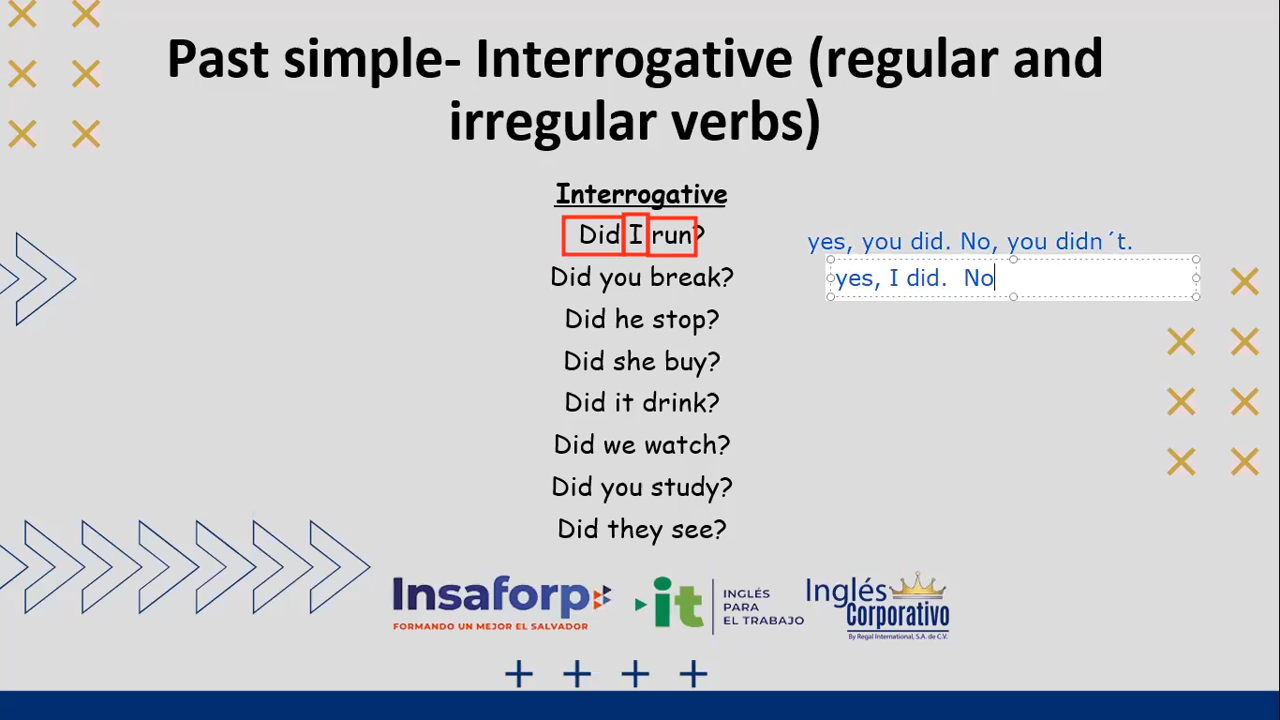 Past simple- Interrogative (regular and
irregular verbs)
Interrogative
Did I run?
yes, you did. No, you didn´t.
Did you break?
yes, I did.  No
Did he stop?
Did she buy?
Did it drink?
Did we watch?
Did you study?
Did they see?
Insaforp
FORMANDO UN MEJOR EL SALVADOR
it
INGLÉS
PARA
EL TRABAJO
Inglés
Corporativo
By Regal International, S.A. de C.V.